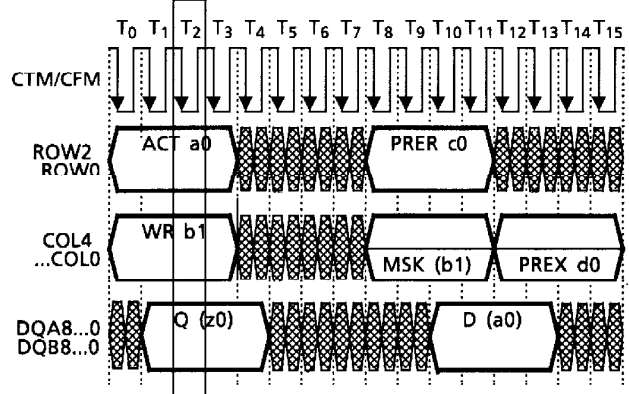 T0 T1 T2 T3 T4 T5 T6 T7 T8 T9 T10 T11 T12 T13 T14 T15
CTM/CFM
ROW2
..ROW0
ACT a0
PRER c0
COL4
...COL0
WR b1
MSK (b1)
PREX d0
DQA8...0
DQB8...0
Q (z0)
D (a0)